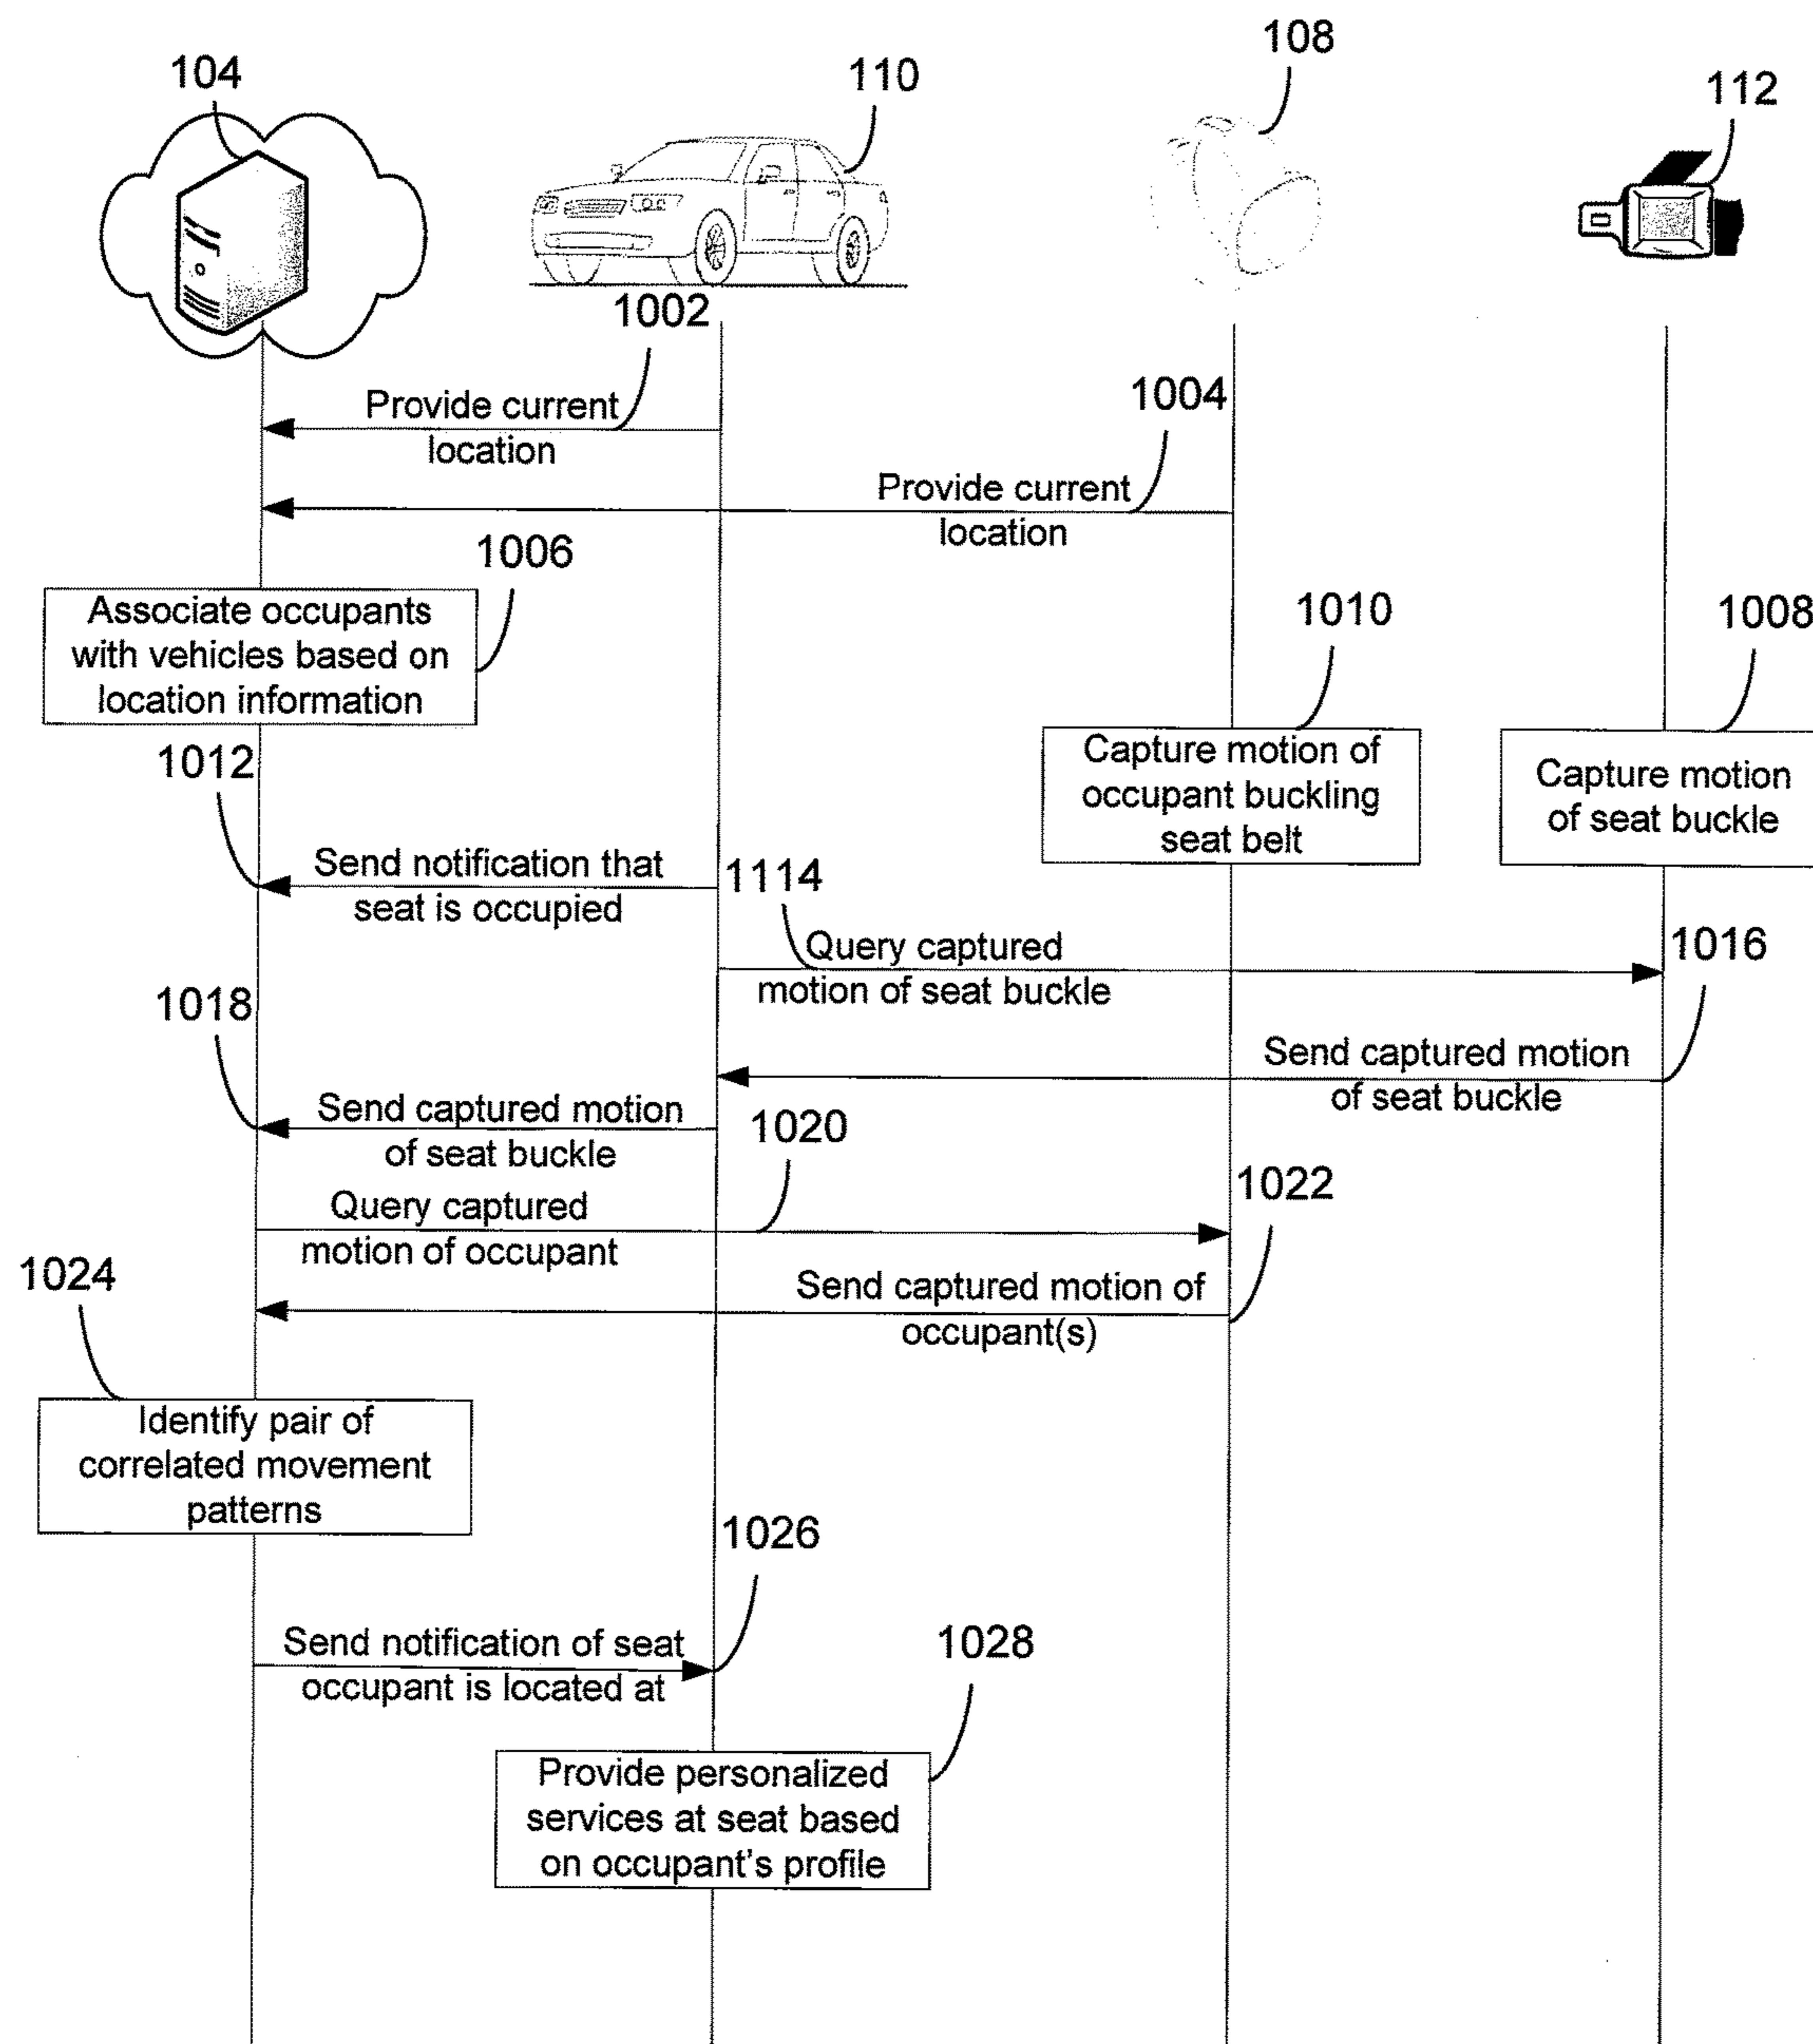 108
104
110
112
1002
Provide current
location
1004
Provide current
location
1006
Associate occupants
with vehicles based on
location information
1010
1008
Capture motion of
occupant buckling
seat belt
Capture motion
of seat buckle
1012
Send notification that
seat is occupied
1114
Query captured
motion of seat buckle
1016
1018
Send captured motion
of seat buckle
Send captured motion
of seat buckle
1020
1022
Query captured
motion of occupant
1024
Send captured motion of
occupant(s)
Identify pair of
correlated movement
patterns
1026
Send notification of seat
occupant is located at
1028
Provide personalized
services at seat based
on occupant's profile